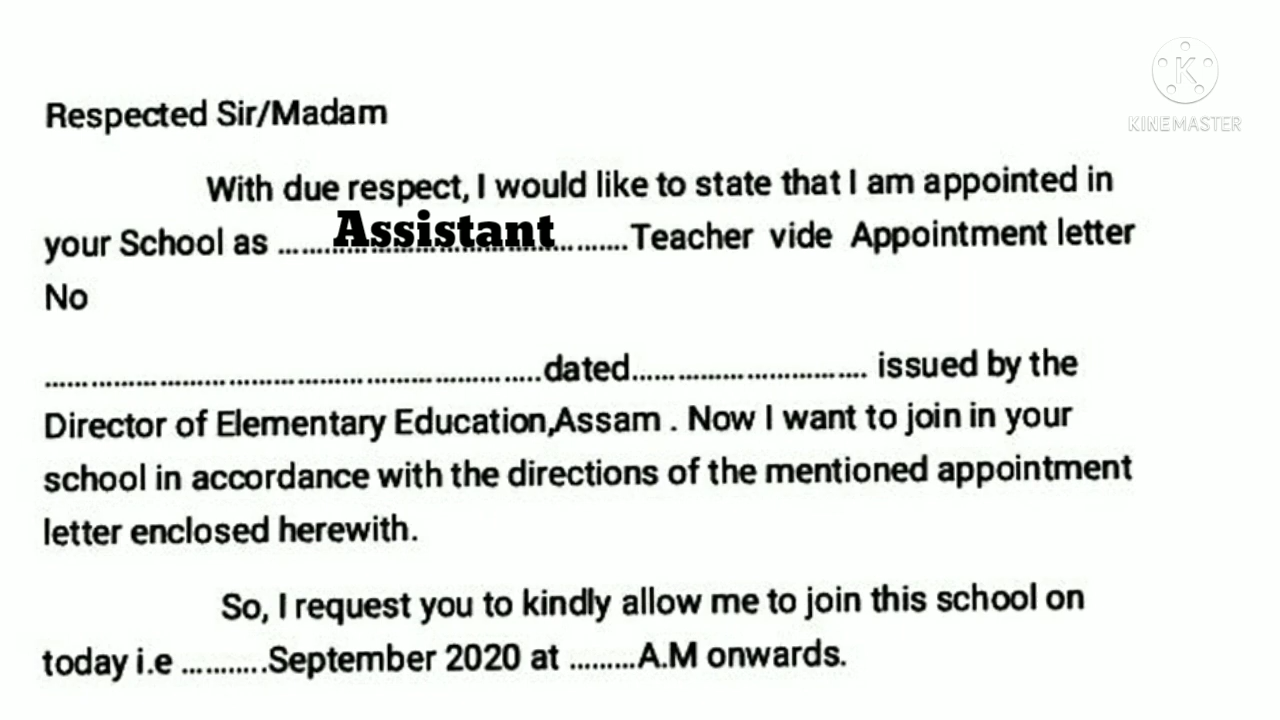 KINEMASTER
Respected Sir/Madam
With due respect, I would like to state that I am appointed in
your School as ........Assistant.........Teacher vide Appointment letter
No
............................................................dated.............................. issued by the
Director of Elementary Education,Assam . Now I want to join in your
school in accordance with the directions of the mentioned appointment
letter enclosed herewith.
So, I request you to kindly allow me to join this school on
today i.e ...........September 2020 at .........A.M onwards.